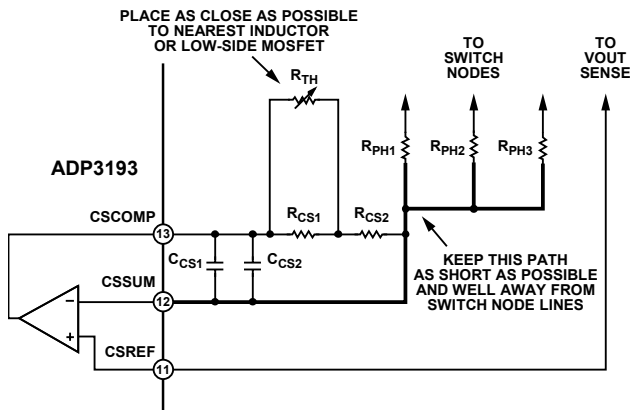 PLACE AS CLOSE AS POSSIBLE
TO NEAREST INDUCTOR
OR LOW-SIDE MOSFET
TO
SWITCH
NODES
TO
VOUT
SENSE
RTH
RPH1
RPH2
RPH3
ADP3193
CSCOMP
13
RCS1
RCS2
CCS1
CCS2
KEEP THIS PATH
AS SHORT AS POSSIBLE
AND WELL AWAY FROM
SWITCH NODE LINES
CSSUM
12
–
+
CSREF
11